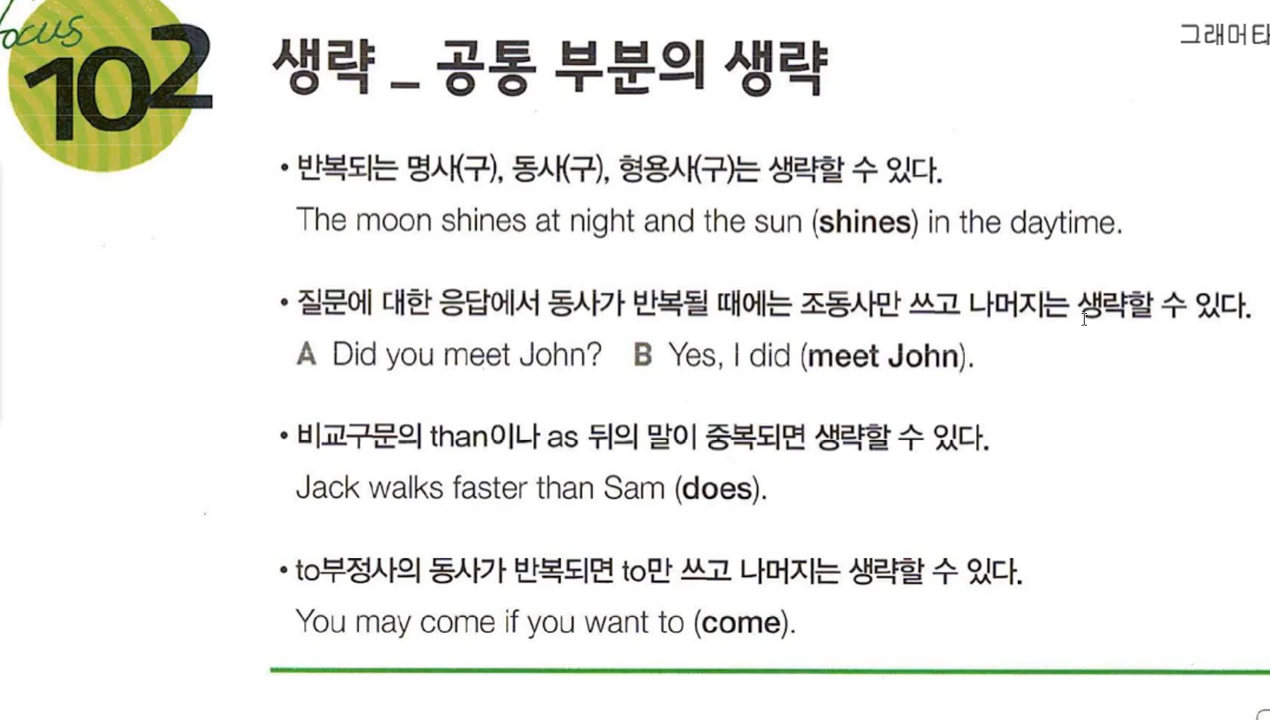 focus
102
생략 _ 공통 부분의 생략
그래머타
• 반복되는 명사(구), 동사(구), 형용사(구)는 생략할 수 있다.
The moon shines at night and the sun (shines) in the daytime.
• 질문에 대한 응답에서 동사가 반복될 때에는 조동사만 쓰고 나머지는 생략할 수 있다.
A Did you meet John? B Yes, I did (meet John).
• 비교구문의 than이나 as 뒤의 말이 중복되면 생략할 수 있다.
Jack walks faster than Sam (does).
• to부정사의 동사가 반복되면 to만 쓰고 나머지는 생략할 수 있다.
You may come if you want to (come).